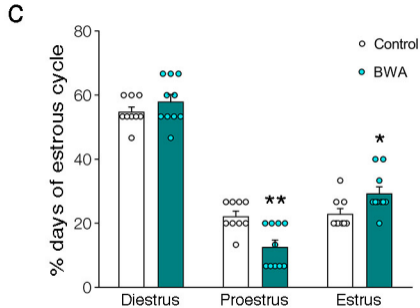 C
% days of estrous cycle
80
60
40
20
0
Control
BWA
**
*
Diestrus Proestrus Estrus